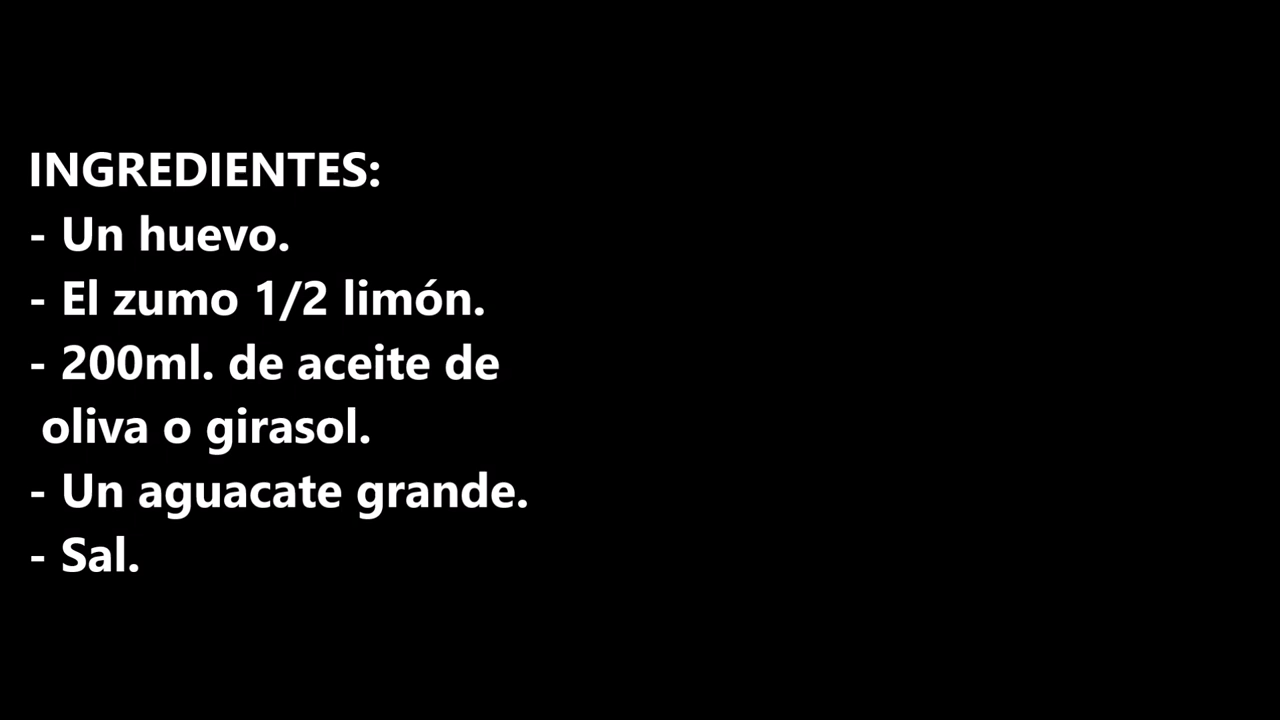 INGREDIENTES:
- Un huevo.
- El zumo 1/2 limón.
- 200ml. de aceite de
oliva o girasol.
- Un aguacate grande.
- Sal.